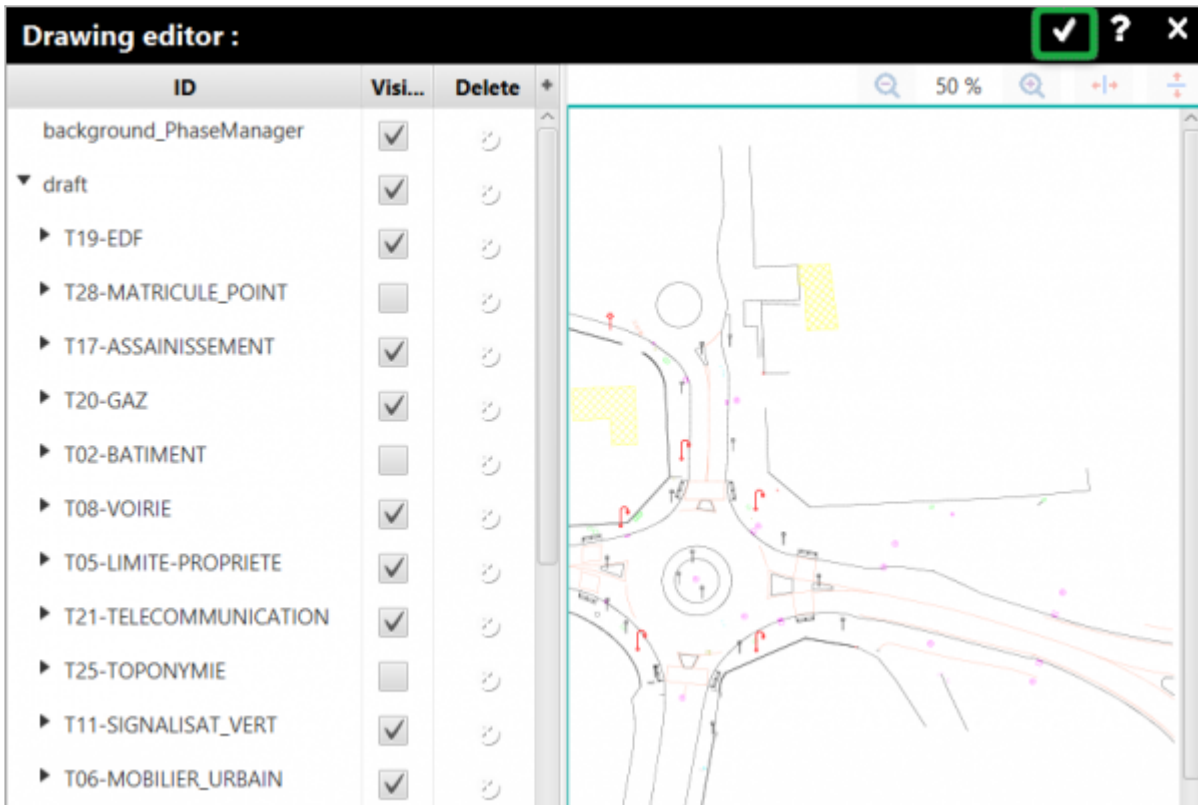 Drawing editor : ?
ID Visi... Delete + 50 %
background_PhaseManager
draft
T19-EDF
T28-MATRICULE_POINT
T17-ASSAINISSEMENT
T20-GAZ
T02-BATIMENT
T08-VOIRIE
T05-LIMITE-PROPRIETE
T21-TELECOMMUNICATION
T25-TOPONYMIE
T11-SIGNALISAT_VERT
T06-MOBILIER_URBAIN